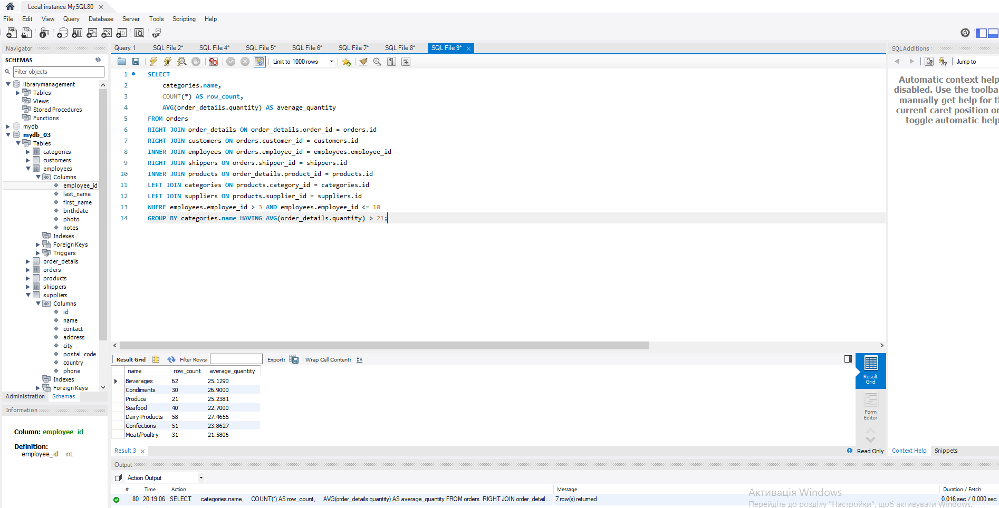 Local instance MySQL80
File Edit View Query Database Server Tools Scripting Help
Navigator
SCHEMAS
Filter objects
librarymanagement
Tables
Views
Stored Procedures
Functions
mydb
mydb_03
Tables
categories
customers
employees
Columns
employee_id
last_name
first_name
birthdate
photo
notes
Indexes
Foreign Keys
Triggers
order_details
orders
products
shippers
suppliers
Columns
id
name
contact
address
city
postal_code
country
phone
Indexes
Foreign Keys
Administration Schemas
Information
Column: employee_id
Definition:
employee_id int
Query 1 SQL File 2* SQL File 4* SQL File 5* SQL File 6* SQL File 7* SQL File 8* SQL File 9*
Limit to 1000 rows
1 SELECT
2 categories.name,
3 COUNT(*) AS row_count,
4 AVG(order_details.quantity) AS average_quantity
5 FROM orders
6 RIGHT JOIN order_details ON order_details.order_id = orders.id
7 RIGHT JOIN customers ON orders.customer_id = customers.id
8 INNER JOIN employees ON orders.employee_id = employees.employee_id
9 RIGHT JOIN shippers ON orders.shipper_id = shippers.id
10 INNER JOIN products ON order_details.product_id = products.id
11 LEFT JOIN categories ON products.category_id = categories.id
12 LEFT JOIN suppliers ON products.supplier_id = suppliers.id
13 WHERE employees.employee_id > 3 AND employees.employee_id <= 10
14 GROUP BY categories.name HAVING AVG(order_details.quantity) > 21;
Result Grid Filter Rows: Export: Wrap Cell Content:
name row_count average_quantity
Beverages 62 25.1290
Condiments 30 26.9000
Produce 21 25.2381
Seafood 40 22.7000
Dairy Products 58 27.4655
Confections 51 23.8627
Meat/Poultry 31 21.5806
Result Grid
Form Editor
Result 3 Read Only
Output
Action Output
# Time Action Message Duration / Fetch
80 20:19:06 SELECT categories.name, COUNT(*) AS row_count, AVG(order_details.quantity) AS average_quantity FROM orders RIGHT JOIN order_detail... 7 row(s) returned 0.016 sec / 0.000 sec
SQLAdditions
Jump to
Automatic context help
disabled. Use the toolba
manually get help for t
current caret position or
toggle automatic help
Context Help Snippets
Активація Windows
Перейдіть до розділу "Настройки", щоб активувати Windows.